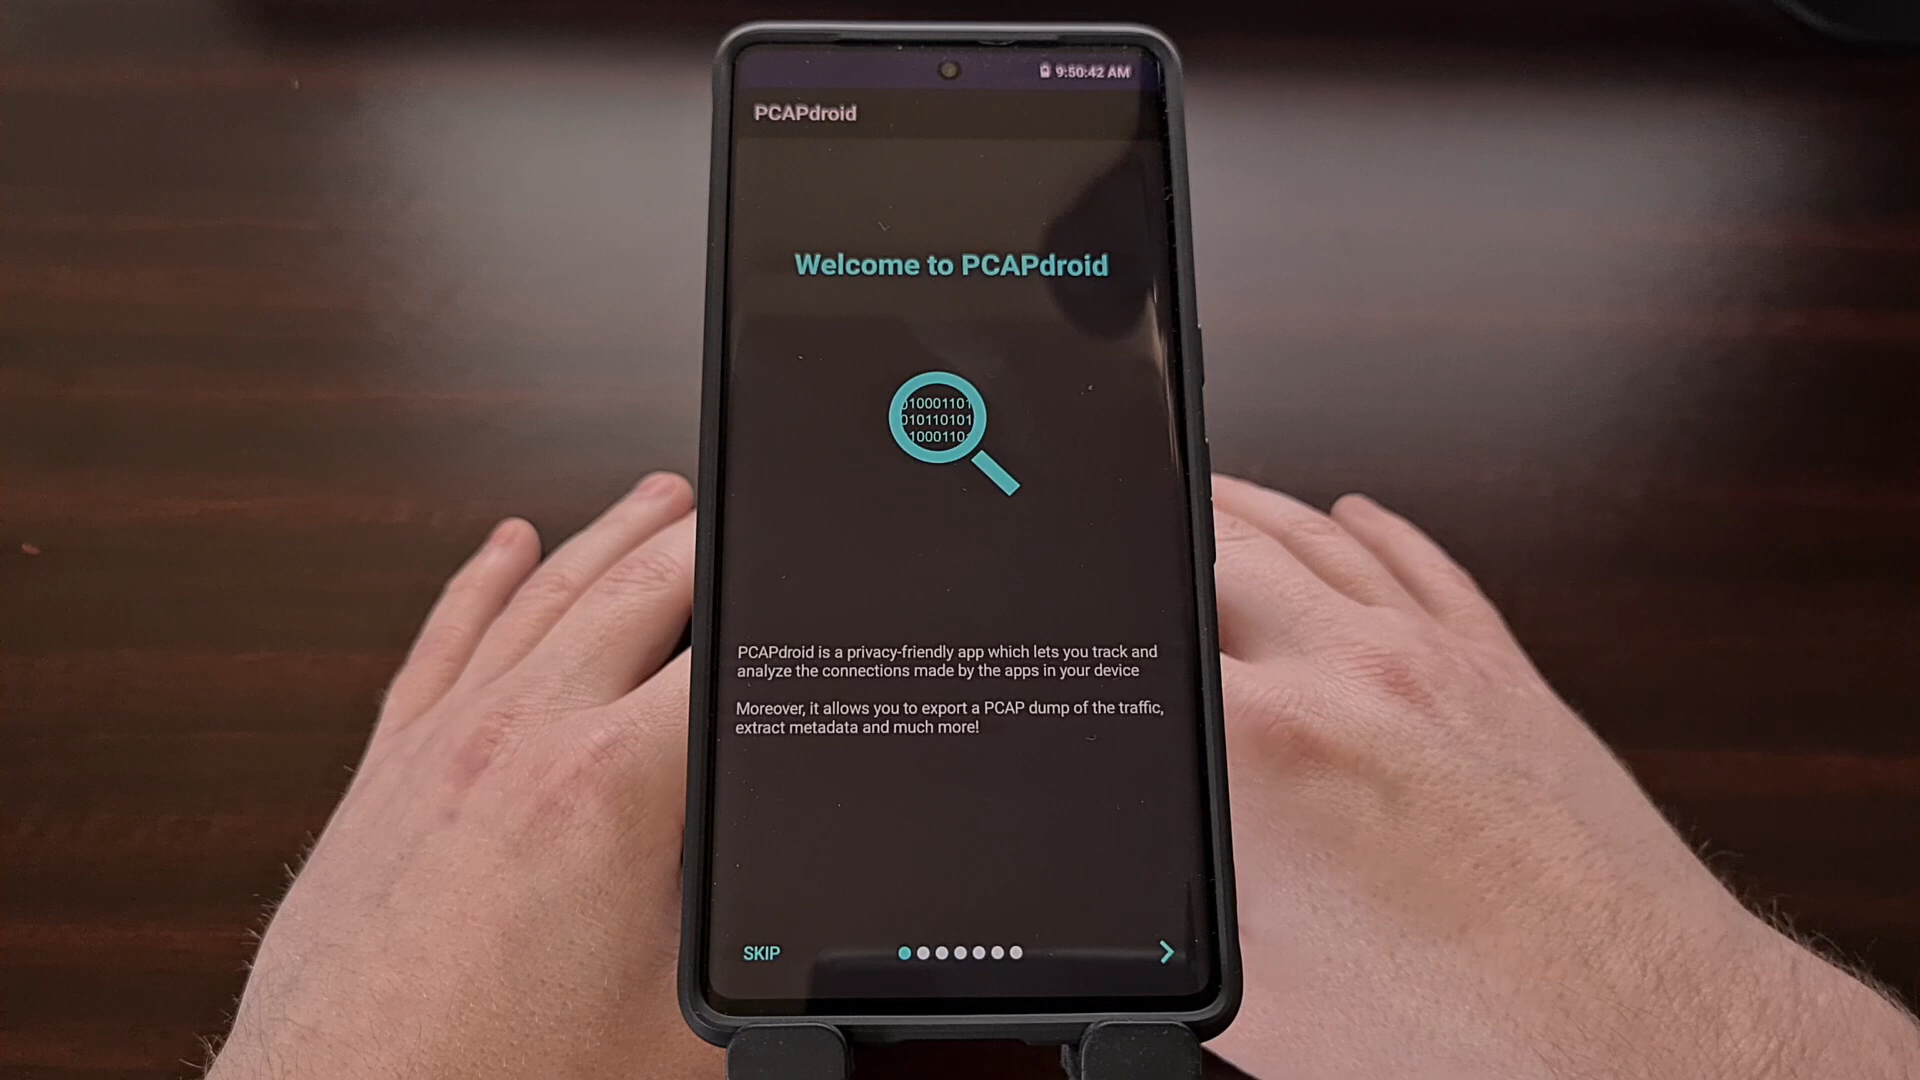 9:50:42 AM
PCAPdroid
Welcome to PCAPdroid
010001101
010110101
10001101
PCAPdroid is a privacy-friendly app which lets you track and
analyze the connections made by the apps in your device
Moreover, it allows you to export a PCAP dump of the traffic,
extract metadata and much more!
SKIP